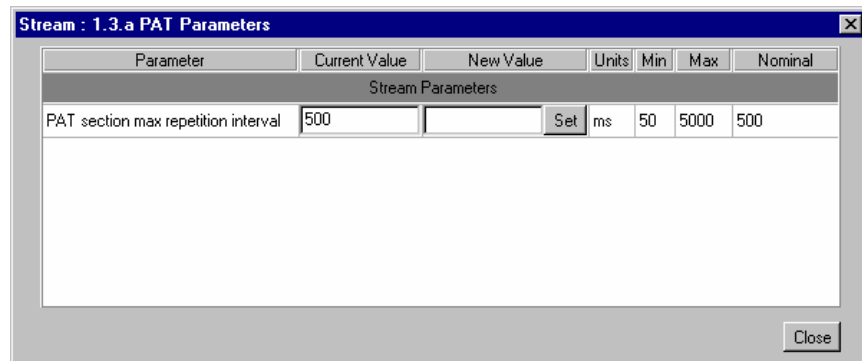 Stream : 1.3.a PAT Parameters
Parameter Current Value New Value Units Min Max Nominal
Stream Parameters
PAT section max repetition interval 500 Set ms 50 5000 500
Close